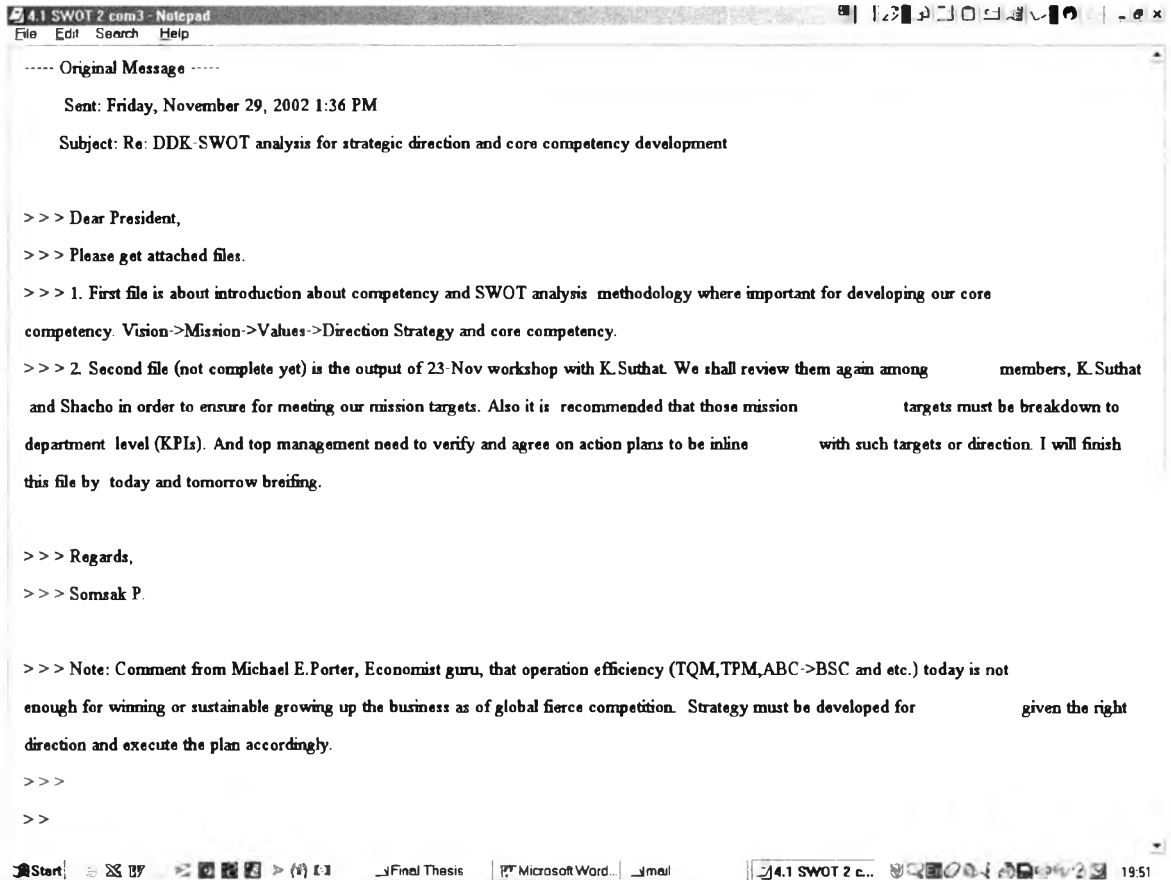 4.1 SWOT 2 com3 - Notepad
File Edit Search Help
----- Original Message -----
Sent: Friday, November 29, 2002 1:36 PM
Subject: Re: DDK-SWOT analysis for strategic direction and core competency development
> > > Dear President,
> > > Please get attached files.
> > > 1. First file is about introduction about competency and SWOT analysis methodology where important for developing our core
competency. Vision->Mission->Values->Direction Strategy and core competency.
> > > 2. Second file (not complete yet) is the output of 23-Nov workshop with K.Suthat. We shall review them again among members, K.Suthat
and Shacho in order to ensure for meeting our mission targets. Also it is recommended that those mission targets must be breakdown to
department level (KPIs). And top management need to verify and agree on action plans to be inline with such targets or direction. I will finish
this file by today and tomorrow breifing.
> > > Regards,
> > > Somsak P.
> > > Note: Comment from Michael E.Porter, Economist guru, that operation efficiency (TQM,TPM,ABC->BSC and etc.) today is not
enough for winning or sustainable growing up the business as of global fierce competition. Strategy must be developed for given the right
direction and execute the plan accordingly.
> > >
> >
Start Final Thesis Microsoft Word... mail 4.1 SWOT 2 c... 19:51